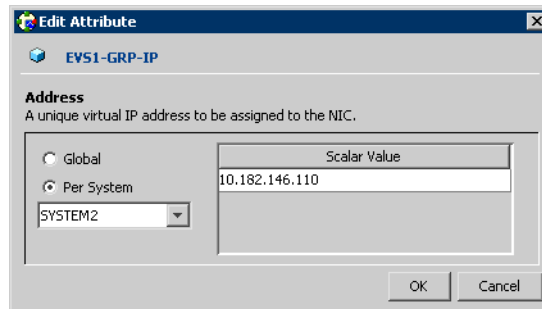 Edit Attribute
EVS1-GRP-IP
Address
A unique virtual IP address to be assigned to the NIC.
Global
Per System
SYSTEM2
Scalar Value
10.182.146.110
OK
Cancel